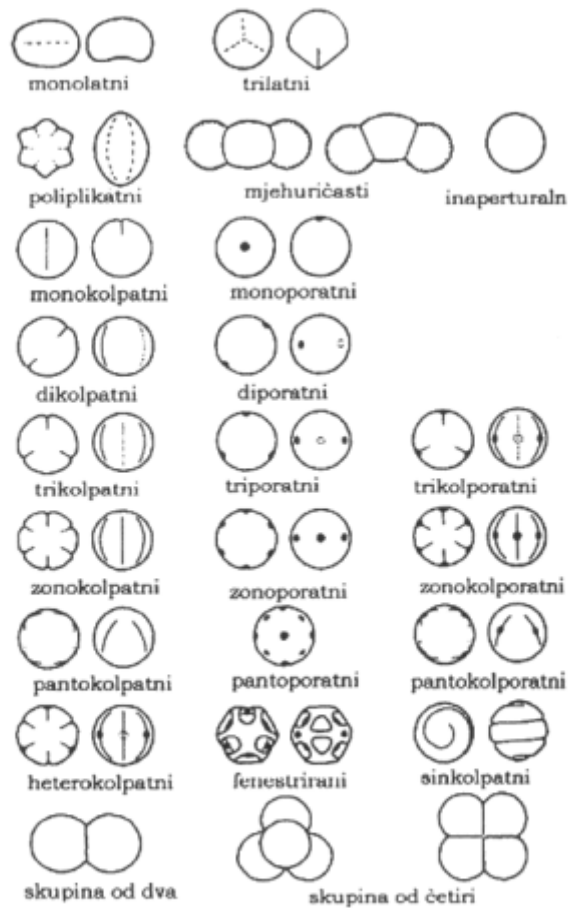 monolatni trilatni
poliplikatni mjehuričasti inaperturaln
monokolpatni monoporatni
dikolpatni diporatni
trikolpatni triporatni trikolporatni
zonokolpatni zonoporatni zonokolporatni
pantokolpatni pantoporatni pantokolporatni
heterokolpatni fenestrirani sinkolpatni
skupina od dva skupina od četiri